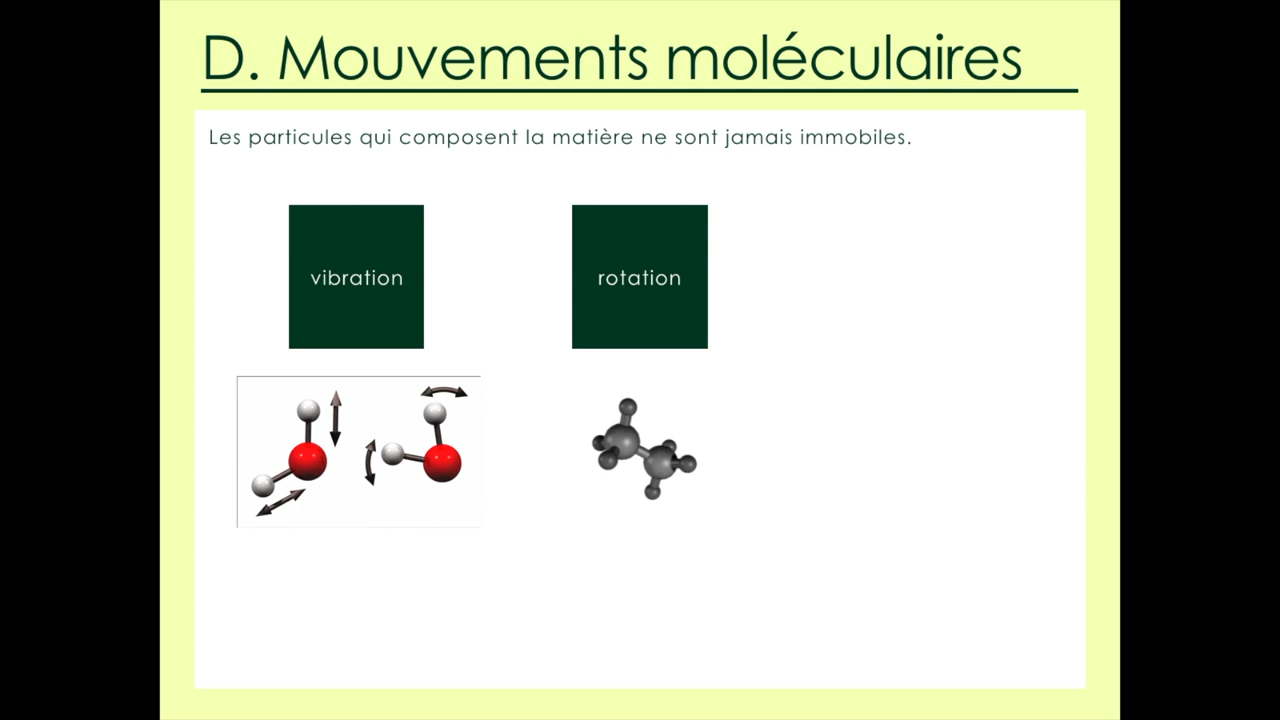 D. Mouvements moléculaires
Les particules qui composent la matière ne sont jamais immobiles.
vibration
rotation